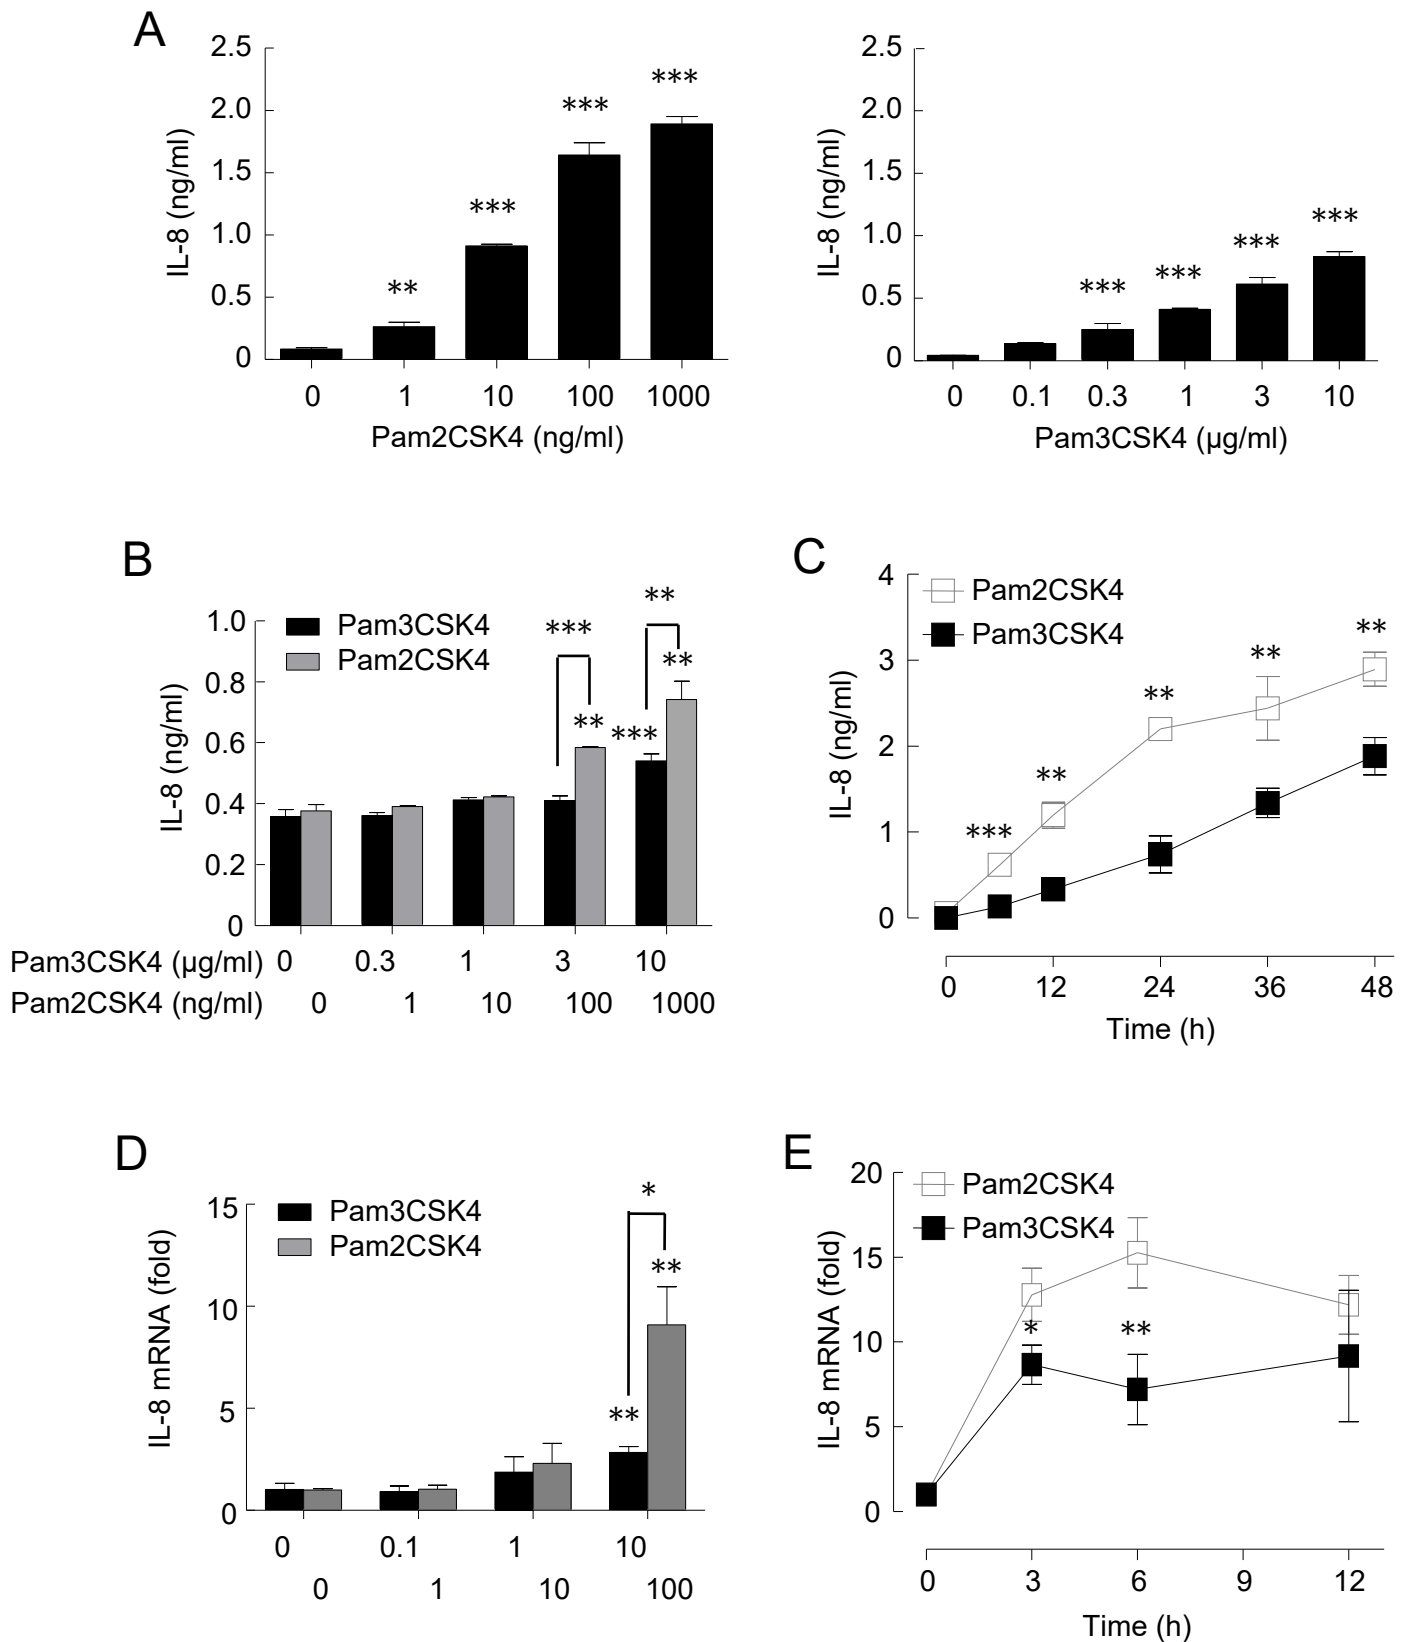 A
2.5
2.0
1.5
1.0
0.5
0
IL-8 (ng/ml)
** *** *** ***
0 1 10 100 1000
Pam2CSK4 (ng/ml)
2.5
2.0
1.5
1.0
0.5
0
IL-8 (ng/ml)
*** *** *** ***
0 0.1 0.3 1 3 10
Pam3CSK4 (µg/ml)
B
1.0
0.8
0.6
0.4
0.2
0
IL-8 (ng/ml)
Pam3CSK4
Pam2CSK4
**
***
**
** ***
Pam3CSK4 (µg/ml) 0 0.3 1 3 10
Pam2CSK4 (ng/ml) 0 1 10 100 1000
C
4
3
2
1
0
IL-8 (ng/ml)
Pam2CSK4
Pam3CSK4
*** ** ** ** **
0 12 24 36 48
Time (h)
D
15
10
5
0
IL-8 mRNA (fold)
Pam3CSK4
Pam2CSK4
*
**
**
0 0.1 1 10
0 1 10 100
E
20
15
10
5
0
IL-8 mRNA (fold)
Pam2CSK4
Pam3CSK4
* **
0 3 6 9 12
Time (h)